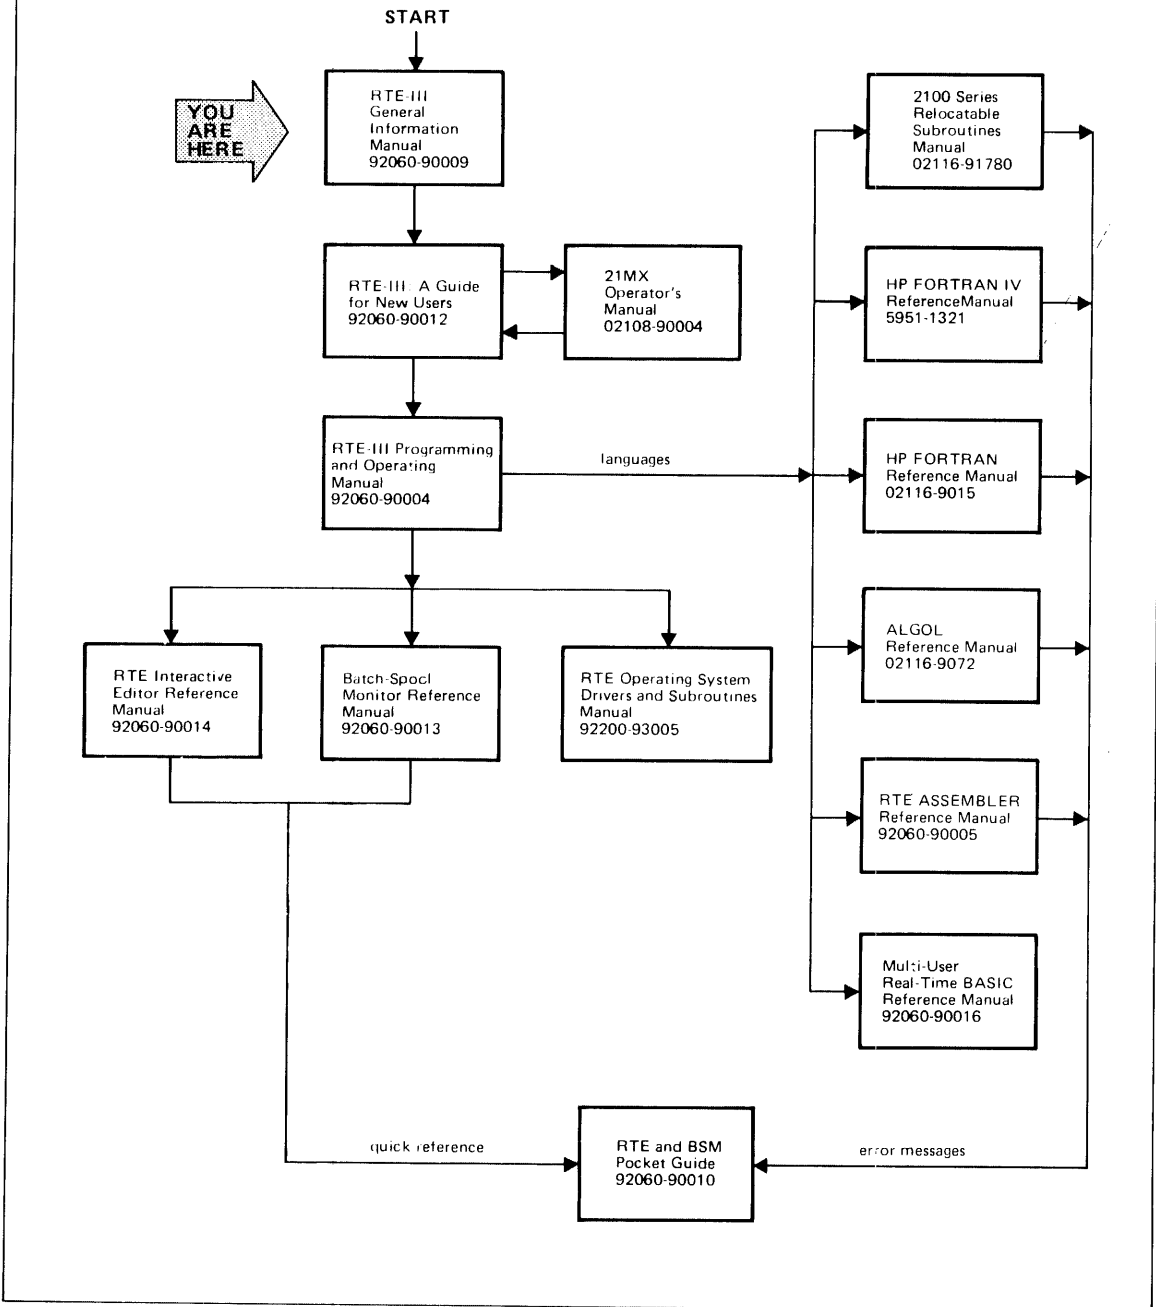 START
YOU
ARE
HERE
RTE-III
General
Information
Manual
92060-90009
RTE-III: A Guide
for New Users
92060-90012
21MX
Operator's
Manual
02108-90004
RTE-III Programming
and Operating
Manual
92060-90004
languages
RTE Interactive
Editor Reference
Manual
92060-90014
Batch-Spool
Monitor Reference
Manual
92060-90013
RTE Operating System
Drivers and Subroutines
Manual
92200-93005
2100 Series
Relocatable
Subroutines
Manual
02116-91780
HP FORTRAN IV
ReferenceManual
5951-1321
HP FORTRAN
Reference Manual
02116-9015
ALGOL
Reference Manual
02116-9072
RTE ASSEMBLER
Reference Manual
92060-90005
Multi-User
Real-Time BASIC
Reference Manual
92060-90016
quick reference
RTE and BSM
Pocket Guide
92060-90010
error messages